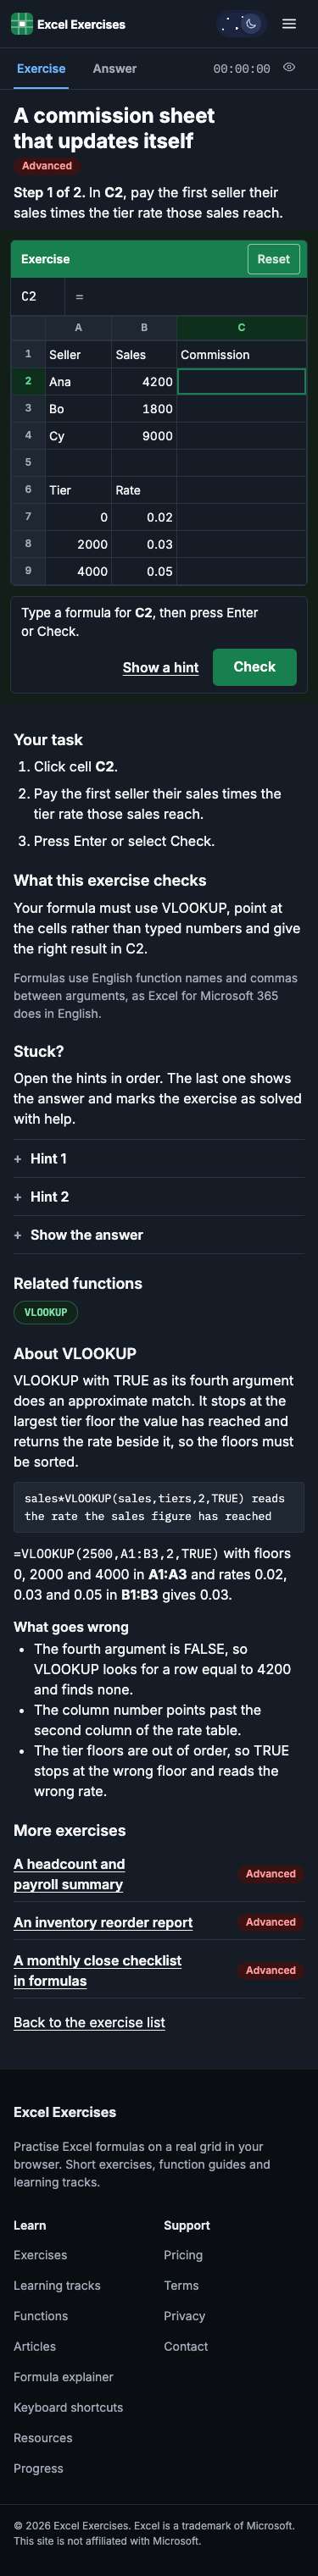 Excel Exercises
Exercise Answer 00:00:00
A commission sheet
that updates itself
Advanced
Step 1 of 2. In C2, pay the first seller their
sales times the tier rate those sales reach.
Exercise Reset
C2 =
A B C
1 Seller Sales Commission
2 Ana 4200
3 Bo 1800
4 Cy 9000
5
6 Tier Rate
7 0 0.02
8 2000 0.03
9 4000 0.05
Type a formula for C2, then press Enter
or Check.
Show a hint Check
Your task
1. Click cell C2.
2. Pay the first seller their sales times the
tier rate those sales reach.
3. Press Enter or select Check.
What this exercise checks
Your formula must use VLOOKUP, point at
the cells rather than typed numbers and give
the right result in C2.
Formulas use English function names and commas
between arguments, as Excel for Microsoft 365
does in English.
Stuck?
Open the hints in order. The last one shows
the answer and marks the exercise as solved
with help.
+ Hint 1
+ Hint 2
+ Show the answer
Related functions
VLOOKUP
About VLOOKUP
VLOOKUP with TRUE as its fourth argument
does an approximate match. It stops at the
largest tier floor the value has reached and
returns the rate beside it, so the floors must
be sorted.
sales*VLOOKUP(sales,tiers,2,TRUE) reads
the rate the sales figure has reached
=VLOOKUP(2500,A1:B3,2,TRUE) with floors
0, 2000 and 4000 in A1:A3 and rates 0.02,
0.03 and 0.05 in B1:B3 gives 0.03.
What goes wrong
• The fourth argument is FALSE, so
VLOOKUP looks for a row equal to 4200
and finds none.
• The column number points past the
second column of the rate table.
• The tier floors are out of order, so TRUE
stops at the wrong floor and reads the
wrong rate.
More exercises
A headcount and
payroll summary Advanced
An inventory reorder report Advanced
A monthly close checklist
in formulas Advanced
Back to the exercise list
Excel Exercises
Practise Excel formulas on a real grid in your
browser. Short exercises, function guides and
learning tracks.
Learn Support
Exercises Pricing
Learning tracks Terms
Functions Privacy
Articles Contact
Formula explainer
Keyboard shortcuts
Resources
Progress
© 2026 Excel Exercises. Excel is a trademark of Microsoft.
This site is not affiliated with Microsoft.